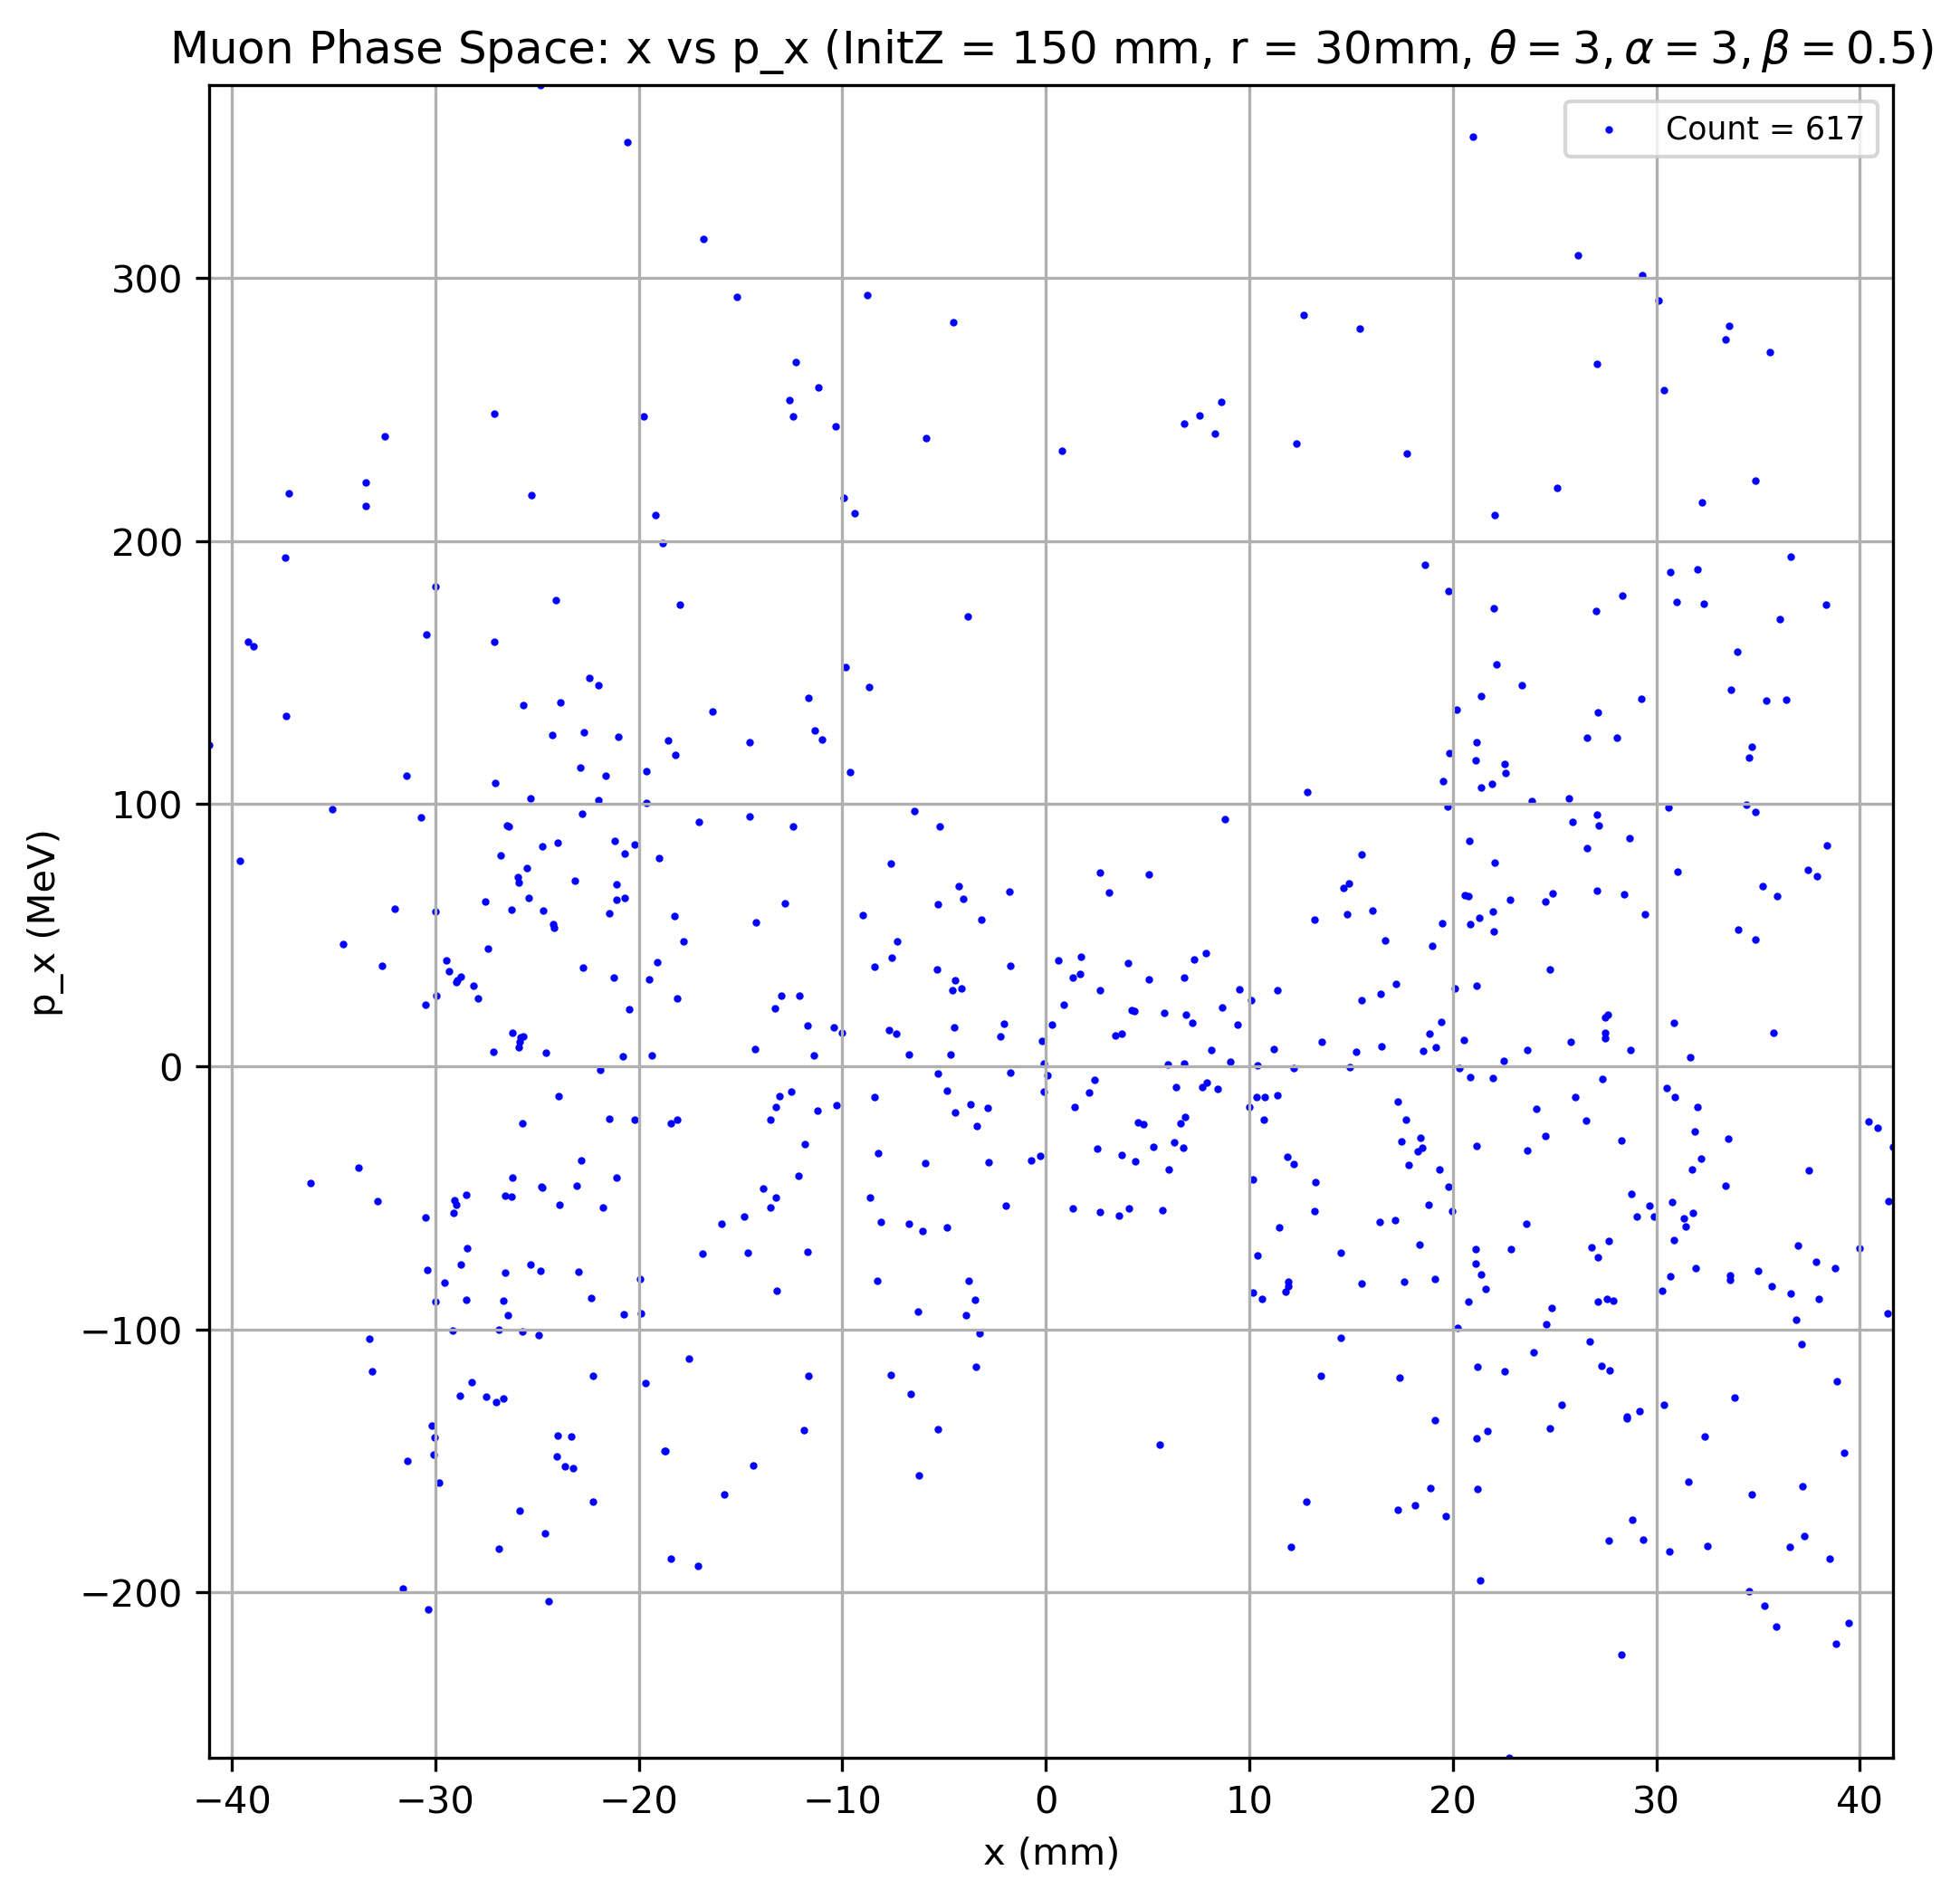 Muon Phase Space: x vs p_x (InitZ = 150 mm, r = 30mm, θ = 3, α = 3, β = 0.5)
Count = 617
300
200
100
0
−100
−200
p_x (MeV)
−40 −30 −20 −10 0 10 20 30 40
x (mm)